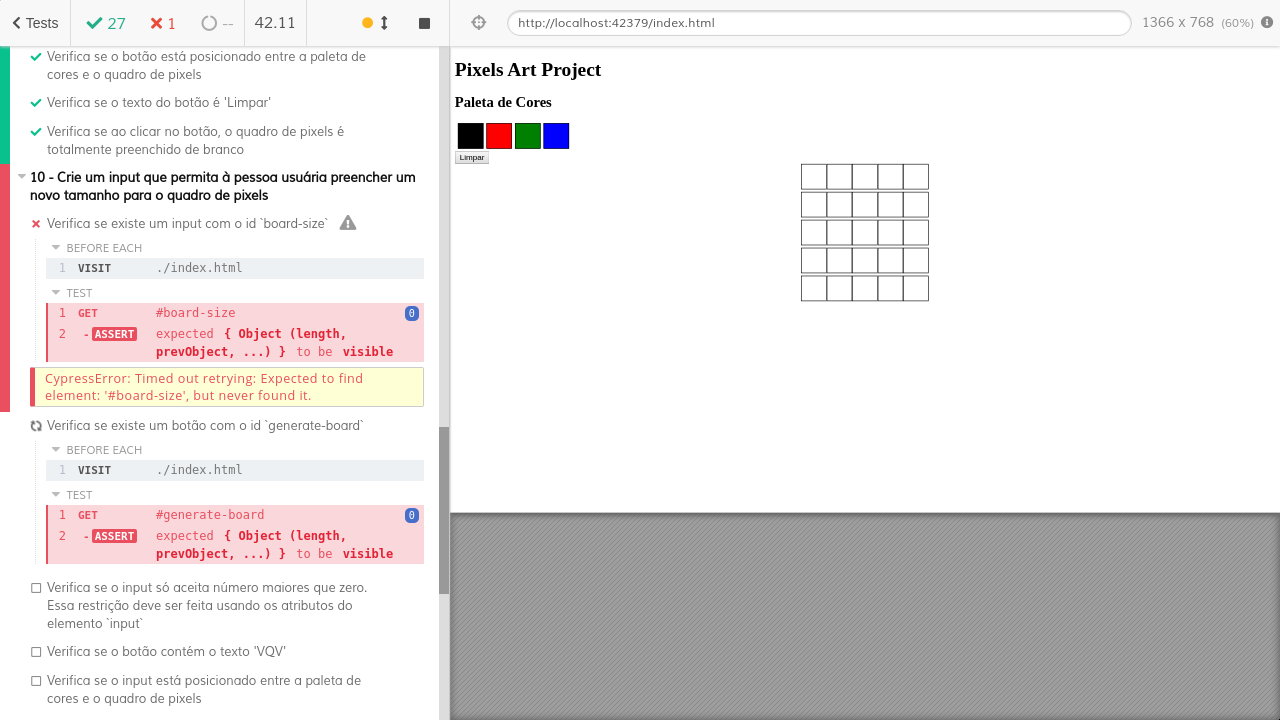 Tests
27
1
--
42.11
http://localhost:42379/index.html
1366 x 768 (60%)
Verifica se o botão está posicionado entre a paleta de
cores e o quadro de pixels
Verifica se o texto do botão é 'Limpar'
Verifica se ao clicar no botão, o quadro de pixels é
totalmente preenchido de branco
10 - Crie um input que permita à pessoa usuária preencher um
novo tamanho para o quadro de pixels
Verifica se existe um input com o id `board-size`
BEFORE EACH
1 VISIT ./index.html
TEST
1 GET #board-size 0
2 - ASSERT expected { Object (length,
prevObject, ...) } to be visible
CypressError: Timed out retrying: Expected to find
element: '#board-size', but never found it.
Verifica se existe um botão com o id `generate-board`
BEFORE EACH
1 VISIT ./index.html
TEST
1 GET #generate-board 0
2 - ASSERT expected { Object (length,
prevObject, ...) } to be visible
Verifica se o input só aceita número maiores que zero.
Essa restrição deve ser feita usando os atributos do
elemento `input`
Verifica se o botão contém o texto 'VQV'
Verifica se o input está posicionado entre a paleta de
cores e o quadro de pixels
Pixels Art Project
Paleta de Cores
Limpar